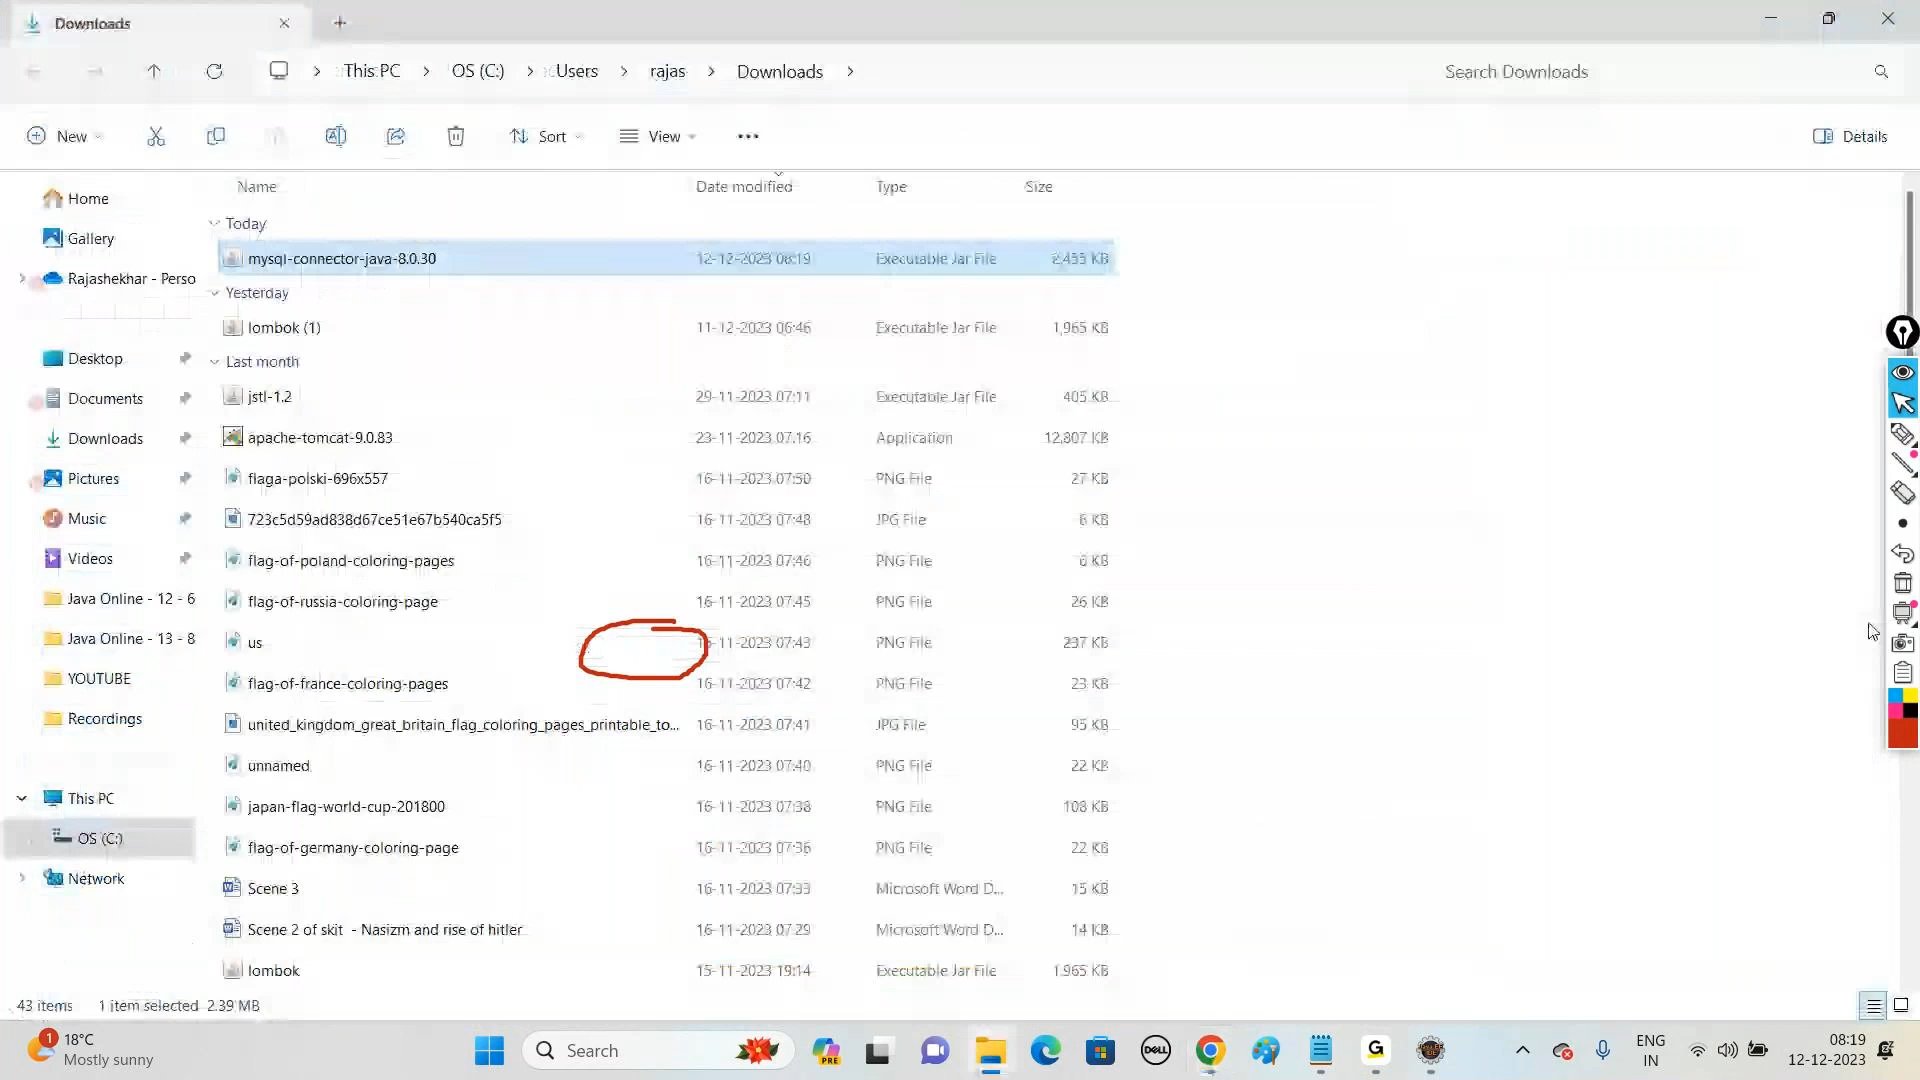 Downloads
This PC > OS (C:) > Users > rajas > Downloads >
Search Downloads
New
Sort
View
Details
Name Date modified Type Size
Home
Gallery
Rajashekhar - Perso
Desktop
Documents
Downloads
Pictures
Music
Videos
Java Online - 12 - 6
Java Online - 13 - 8
YOUTUBE
Recordings
This PC
OS (C:)
Network
Today
mysql-connector-java-8.0.30 12-12-2023 08:19 Executable Jar File 2,455 KB
Yesterday
lombok (1) 11-12-2023 06:46 Executable Jar File 1,965 KB
Last month
jstl-1.2 29-11-2023 07:11 Executable Jar File 405 KB
apache-tomcat-9.0.83 23-11-2023 07:16 Application 12,807 KB
flaga-polski-696x557 16-11-2023 07:50 PNG File 27 KB
723c5d59ad838d67ce51e67b540ca5f5 16-11-2023 07:48 JPG File 6 KB
flag-of-poland-coloring-pages 16-11-2023 07:46 PNG File 6 KB
flag-of-russia-coloring-page 16-11-2023 07:45 PNG File 26 KB
us 16-11-2023 07:43 PNG File 237 KB
flag-of-france-coloring-pages 16-11-2023 07:42 PNG File 23 KB
united_kingdom_great_britain_flag_coloring_pages_printable_to... 16-11-2023 07:41 JPG File 95 KB
unnamed 16-11-2023 07:40 PNG File 22 KB
japan-flag-world-cup-201800 16-11-2023 07:38 PNG File 108 KB
flag-of-germany-coloring-page 16-11-2023 07:36 PNG File 22 KB
Scene 3 16-11-2023 07:33 Microsoft Word D... 15 KB
Scene 2 of skit - Nasizm and rise of hitler 16-11-2023 07:29 Microsoft Word D... 14 KB
lombok 15-11-2023 19:14 Executable Jar File 1,965 KB
43 items 1 item selected 2.39 MB
1
18°C
Mostly sunny
Search
PRE
DELL
G
ENG
IN
08:19
12-12-2023